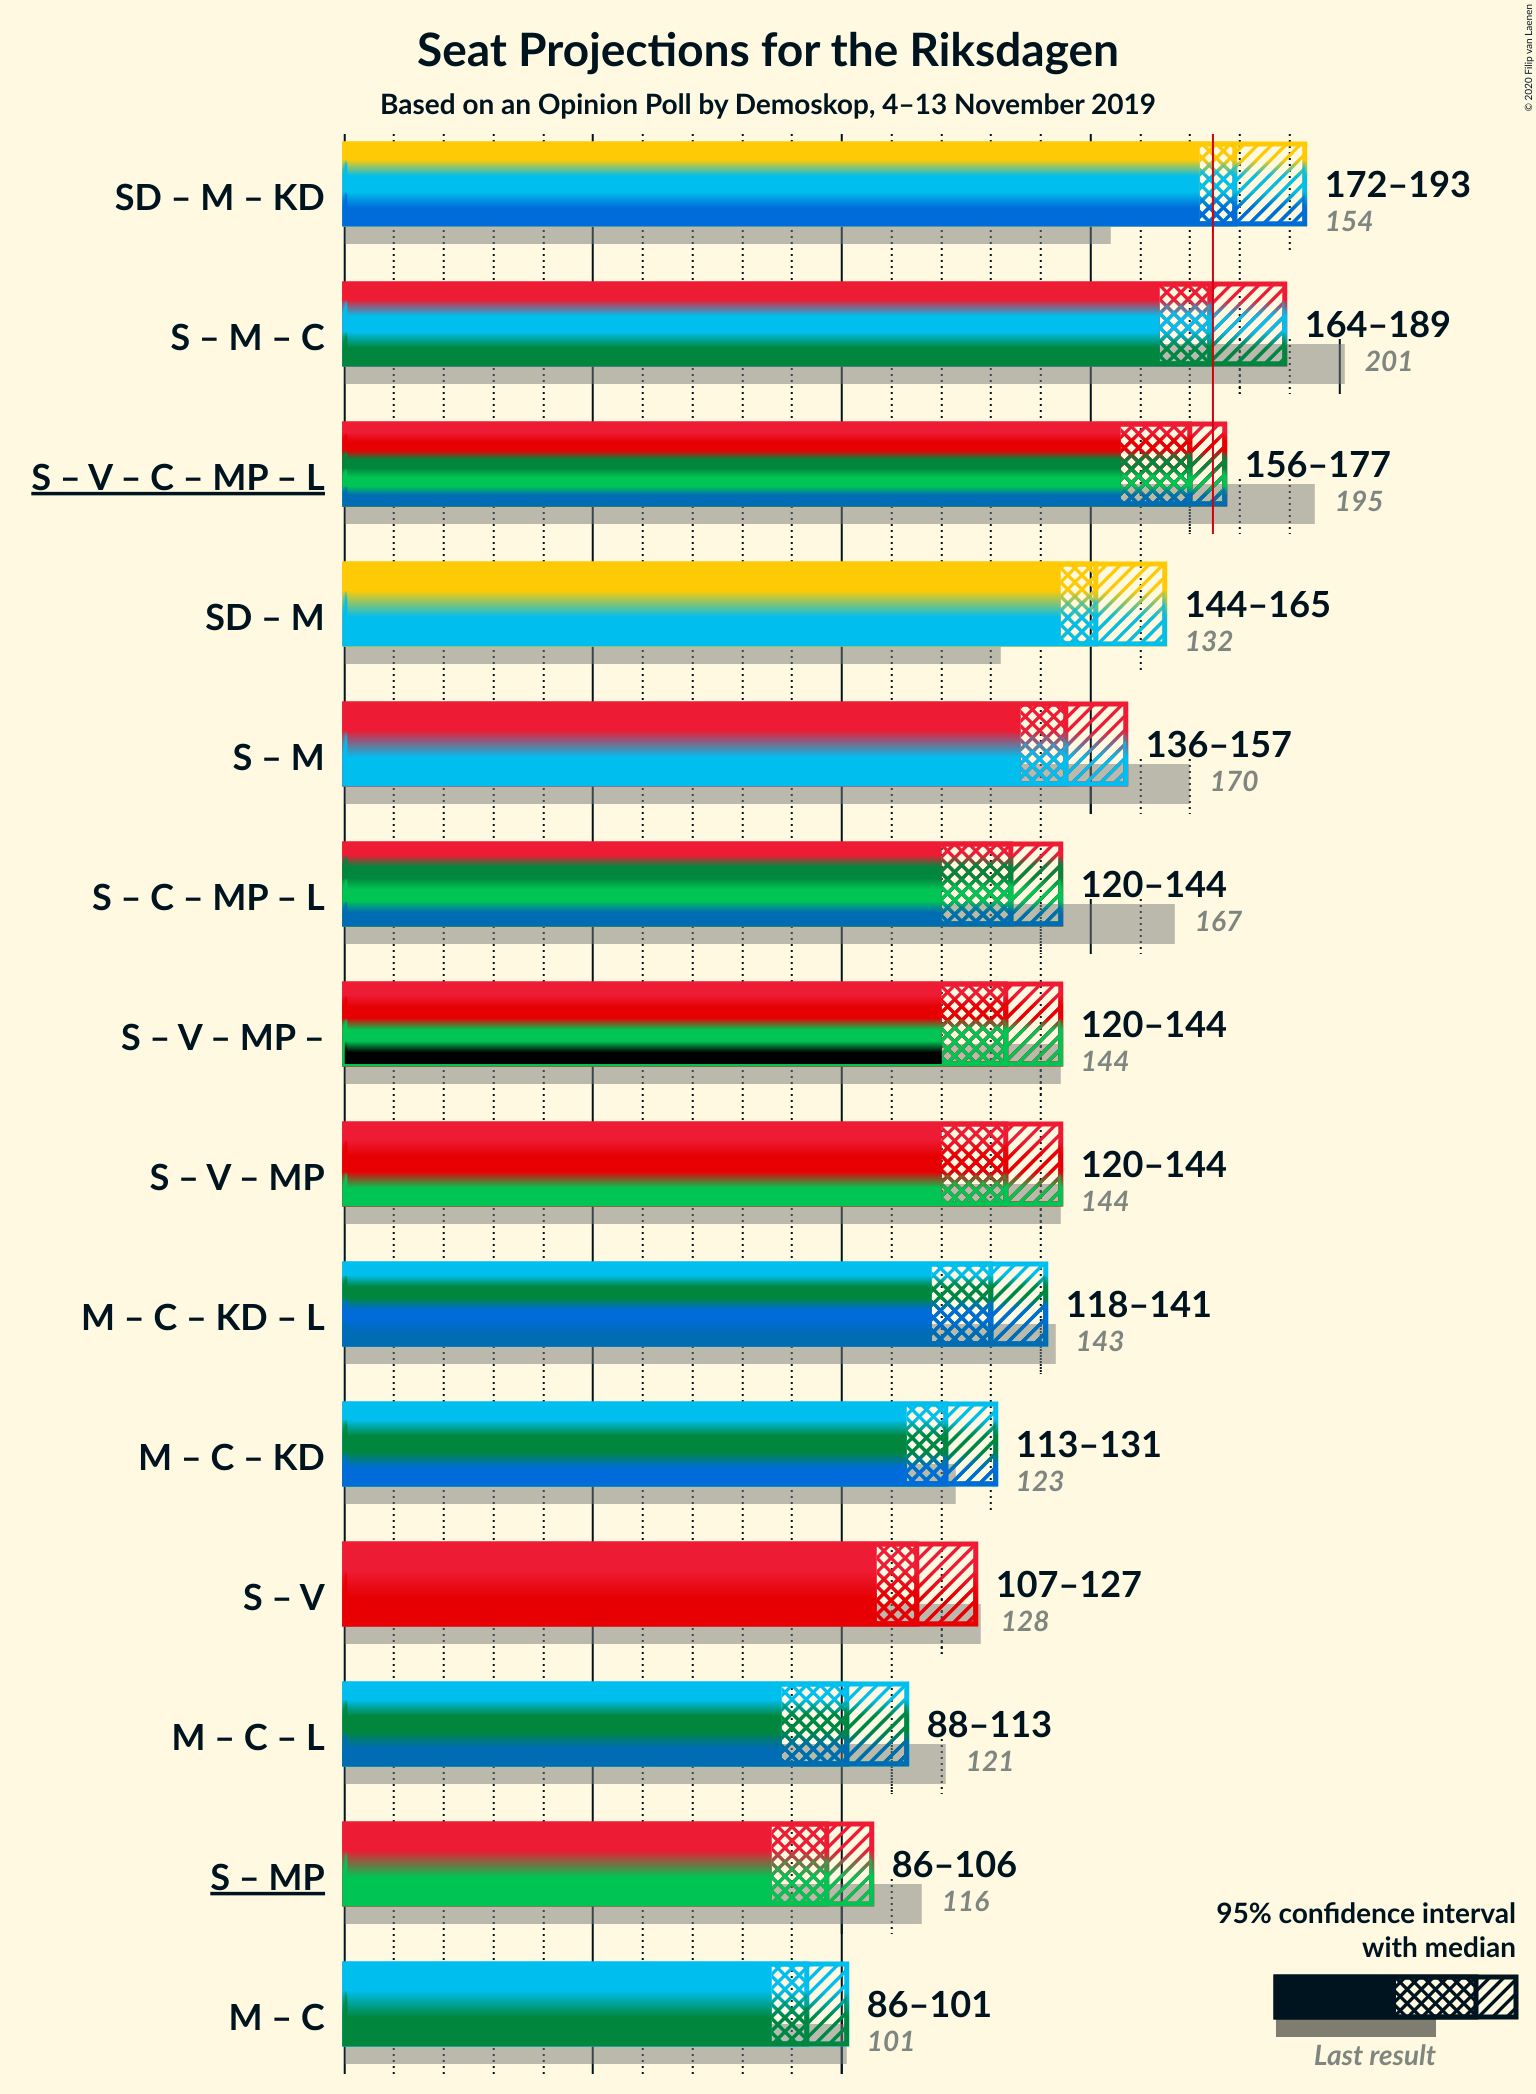 Seat Projections for the Riksdagen
Based on an Opinion Poll by Demoskop, 4–13 November 2019
© 2020 Filip van Laenen
SD – M – KD
172–193
154
S – M – C
164–189
201
S – V – C – MP – L
156–177
195
SD – M
144–165
132
S – M
136–157
170
S – C – MP – L
120–144
167
S – V – MP –
120–144
144
S – V – MP
120–144
144
M – C – KD – L
118–141
143
M – C – KD
113–131
123
S – V
107–127
128
M – C – L
88–113
121
S – MP
86–106
116
M – C
86–101
101
95% confidence interval
with median
Last result